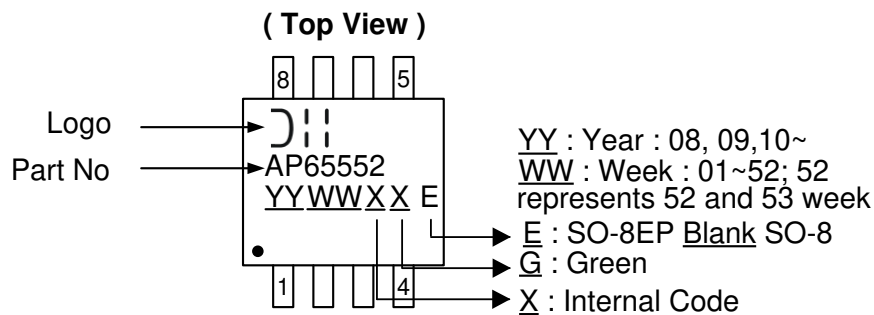 ( Top View )
8 5
Logo
Part No
AP65552
YYWWXX E
1 4
YY : Year : 08, 09,10~
WW : Week : 01~52; 52
represents 52 and 53 week
E : SO-8EP Blank SO-8
G : Green
X : Internal Code